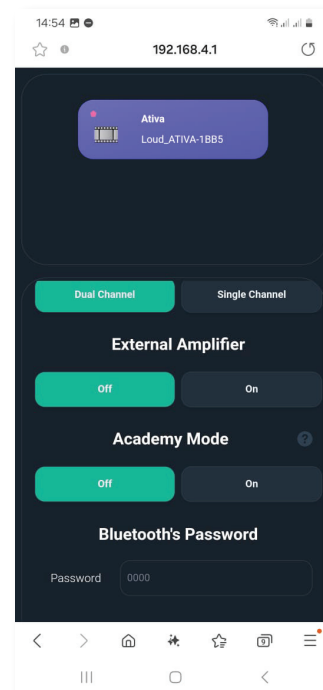 14:54
192.168.4.1
Ativa
Loud_ATIVA-1BB5
Dual Channel Single Channel
External Amplifier
Off On
Academy Mode ?
Off On
Bluetooth's Password
Password 0000
9